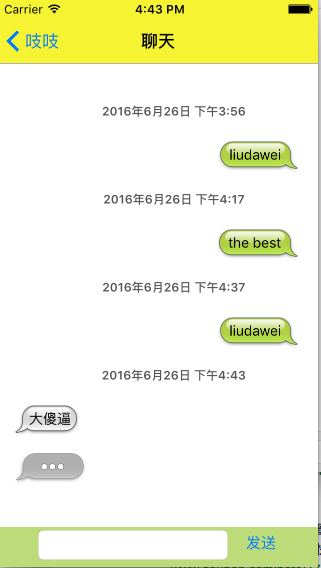 Carrier 4:43 PM
吱吱 聊天
2016年6月26日 下午3:56
liudawei
2016年6月26日 下午4:17
the best
2016年6月26日 下午4:37
liudawei
2016年6月26日 下午4:43
大傻逼
发送